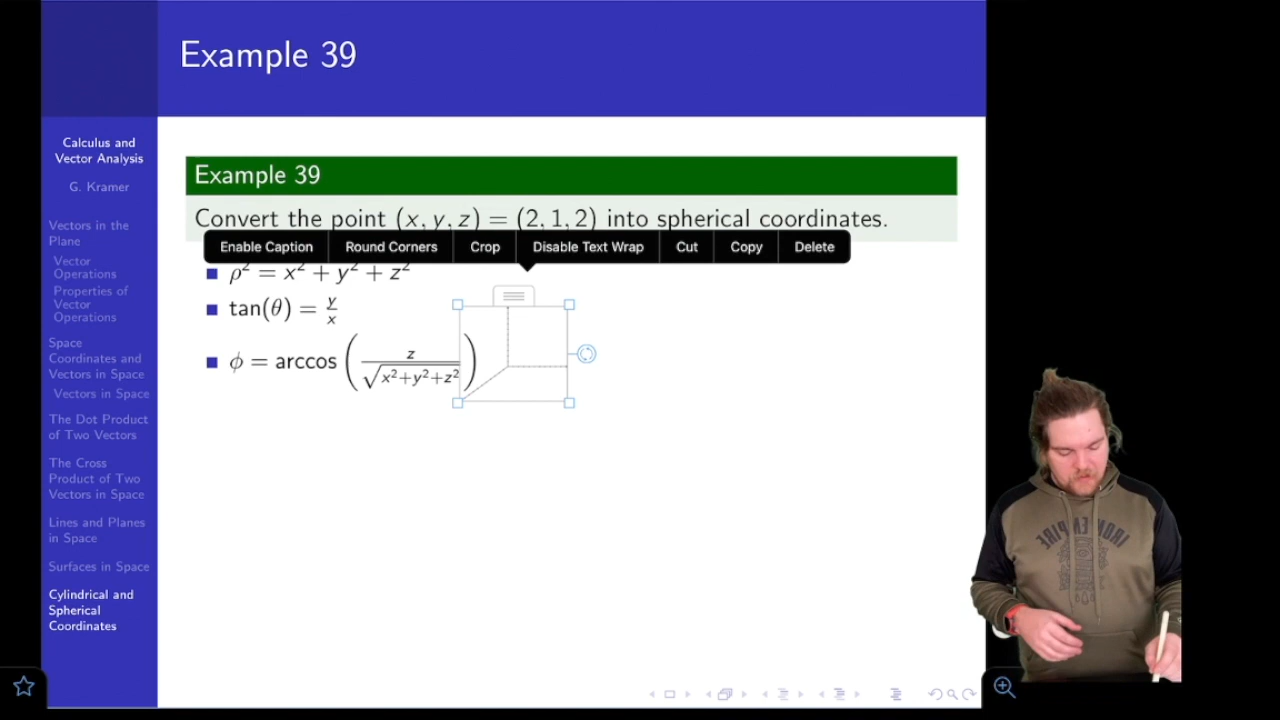 Example 39
Calculus and
Vector Analysis
G. Kramer
Vectors in the
Plane
Vector
Operations
Properties of
Vector
Operations
Space
Coordinates and
Vectors in Space
Vectors in Space
The Dot Product
of Two Vectors
The Cross
Product of Two
Vectors in Space
Lines and Planes
in Space
Surfaces in Space
Cylindrical and
Spherical
Coordinates
Example 39
Convert the point (x, y, z) = (2, 1, 2) into spherical coordinates.
Enable Caption Round Corners Crop Disable Text Wrap Cut Copy Delete
ρ² = x² + y² + z²
tan(θ) = y/x
ϕ = arccos (z/√(x²+y²+z²))
IRON EMPIRE